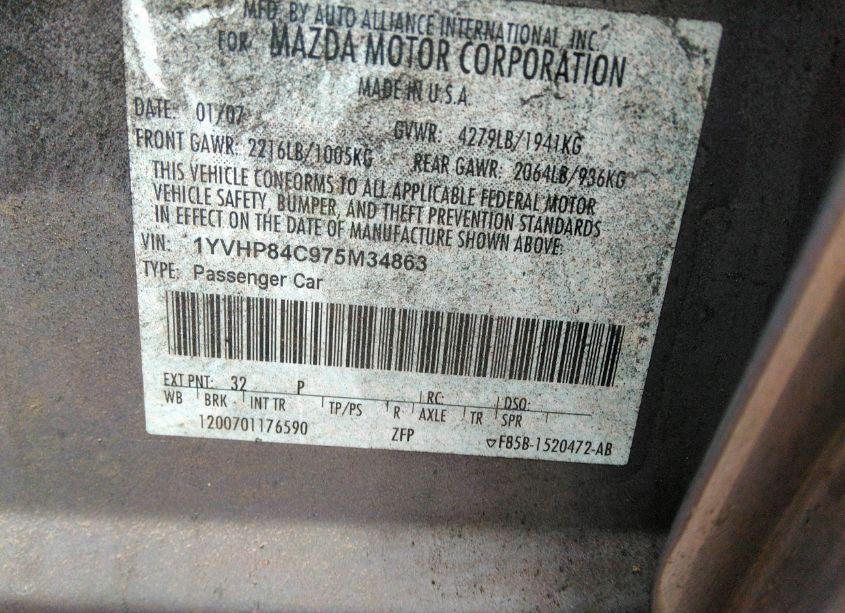 MFD. BY AUTO ALLIANCE INTERNATIONAL, INC.
FOR MAZDA MOTOR CORPORATION
MADE IN U.S.A.
DATE: 01/07 GVWR: 4279LB/1941KG
FRONT GAWR: 2216LB/1005KG REAR GAWR: 2064LB/936KG
THIS VEHICLE CONFORMS TO ALL APPLICABLE FEDERAL MOTOR
VEHICLE SAFETY, BUMPER, AND THEFT PREVENTION STANDARDS
IN EFFECT ON THE DATE OF MANUFACTURE SHOWN ABOVE:
VIN: 1YVHP84C975M34863
TYPE: Passenger Car
EXT PNT: 32 P RC: DSO:
WB BRK INT TR TP/PS R AXLE TR SPR
1200701176590 ZFP F85B-1520472-AB